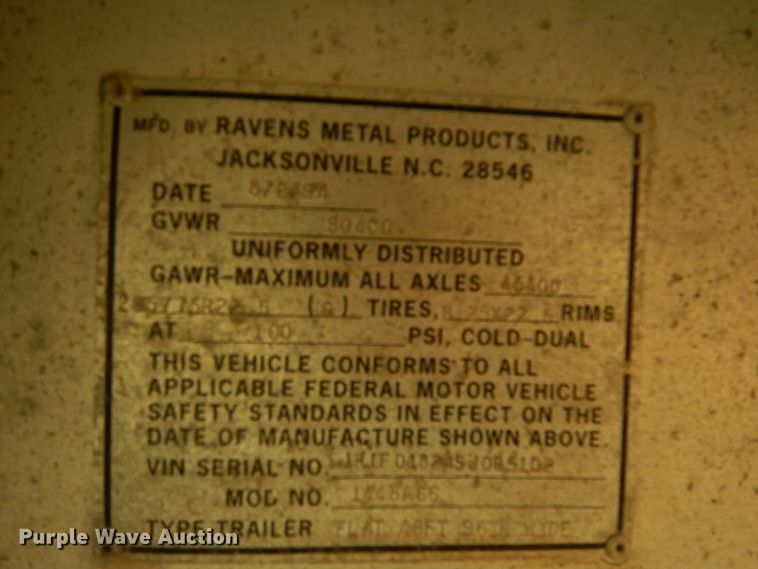 MFD. BY RAVENS METAL PRODUCTS, INC.
JACKSONVILLE N.C. 28546
DATE
GVWR
UNIFORMLY DISTRIBUTED
GAWR-MAXIMUM ALL AXLES
TIRES, RIMS
AT 100 PSI, COLD-DUAL
THIS VEHICLE CONFORMS TO ALL
APPLICABLE FEDERAL MOTOR VEHICLE
SAFETY STANDARDS IN EFFECT ON THE
DATE OF MANUFACTURE SHOWN ABOVE.
VIN SERIAL NO.
MOD NO.
TYPE TRAILER FLAT 48FT
Purple Wave Auction